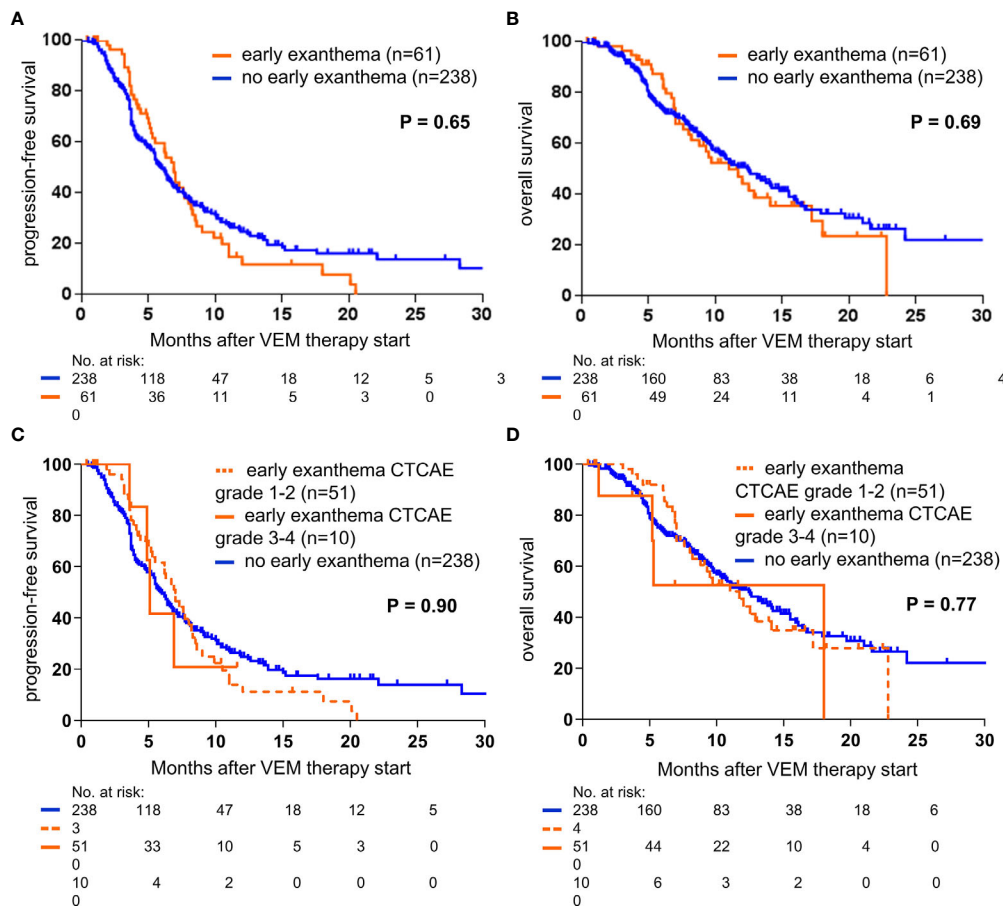 A
progression-free survival
100
80
60
40
20
0
early exanthema (n=61)
no early exanthema (n=238)
P = 0.65
0 5 10 15 20 25 30
Months after VEM therapy start
No. at risk:
238 118 47 18 12 5 3
61 36 11 5 3 0
0
B
overall survival
100
80
60
40
20
0
early exanthema (n=61)
no early exanthema (n=238)
P = 0.69
0 5 10 15 20 25 30
Months after VEM therapy start
No. at risk:
238 160 83 38 18 6 4
61 49 24 11 4 1
0
C
progression-free survival
100
80
60
40
20
0
early exanthema CTCAE
grade 1-2 (n=51)
early exanthema CTCAE
grade 3-4 (n=10)
no early exanthema (n=238)
P = 0.90
0 5 10 15 20 25 30
Months after VEM therapy start
No. at risk:
238 118 47 18 12 5
3
51 33 10 5 3 0
0
10 4 2 0 0 0
0
D
overall survival
100
80
60
40
20
0
early exanthema
CTCAE grade 1-2 (n=51)
early exanthema CTCAE
grade 3-4 (n=10)
no early exanthema (n=238)
P = 0.77
0 5 10 15 20 25 30
Months after VEM therapy start
No. at risk:
238 160 83 38 18 6
4
51 44 22 10 4 0
0
10 6 3 2 0 0
0